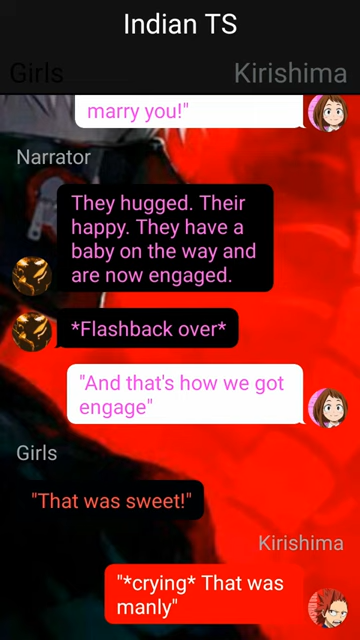 Indian TS
Girls
Kirishima
marry you!"
Narrator
They hugged. Their
happy. They have a
baby on the way and
are now engaged.
*Flashback over*
"And that's how we got
engage"
Girls
"That was sweet!"
Kirishima
"*crying* That was
manly"